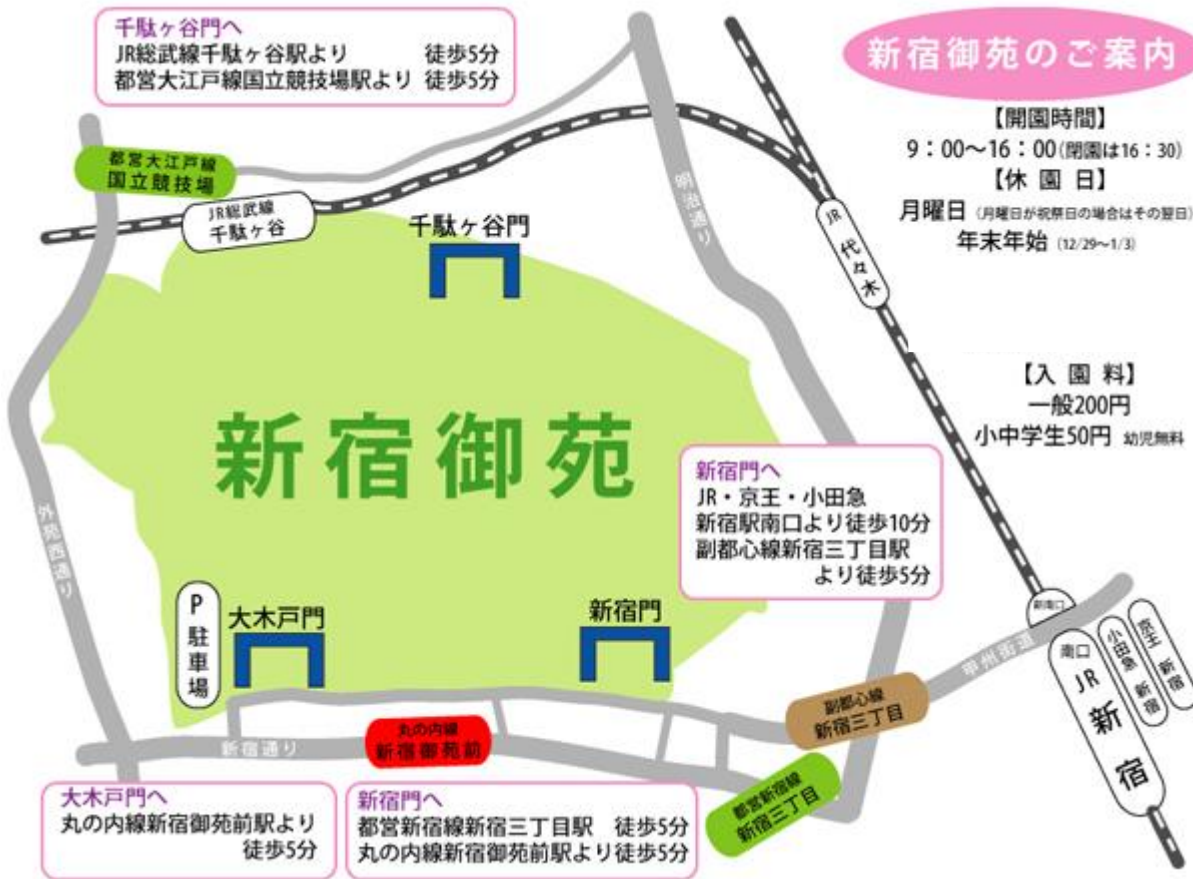 千駄ヶ谷門へ
JR総武線千駄ヶ谷駅より 徒歩5分
都営大江戸線国立競技場駅より 徒歩5分
新宿御苑のご案内
【開園時間】
9：00～16：00(閉園は16：30)
【休 園 日】
月曜日 (月曜日が祝祭日の場合はその翌日)
年末年始 (12/29～1/3)
【入 園 料】
一般200円
小中学生50円 幼児無料
都営大江戸線
国立競技場
JR総武線
千駄ヶ谷
千駄ヶ谷門
明治通り
JR 代々木
新宿御苑
外苑西通り
新宿門へ
JR・京王・小田急
新宿駅南口より徒歩10分
副都心線新宿三丁目駅
より徒歩5分
P 駐車場
大木戸門
新宿門
新南口
甲州街道
南口
JR 新宿
小田急 新宿
京王 新宿
副都心線
新宿三丁目
新宿通り
丸の内線
新宿御苑前
都営新宿線
新宿三丁目
大木戸門へ
丸の内線新宿御苑前駅より
徒歩5分
新宿門へ
都営新宿線新宿三丁目駅 徒歩5分
丸の内線新宿御苑前駅より徒歩5分